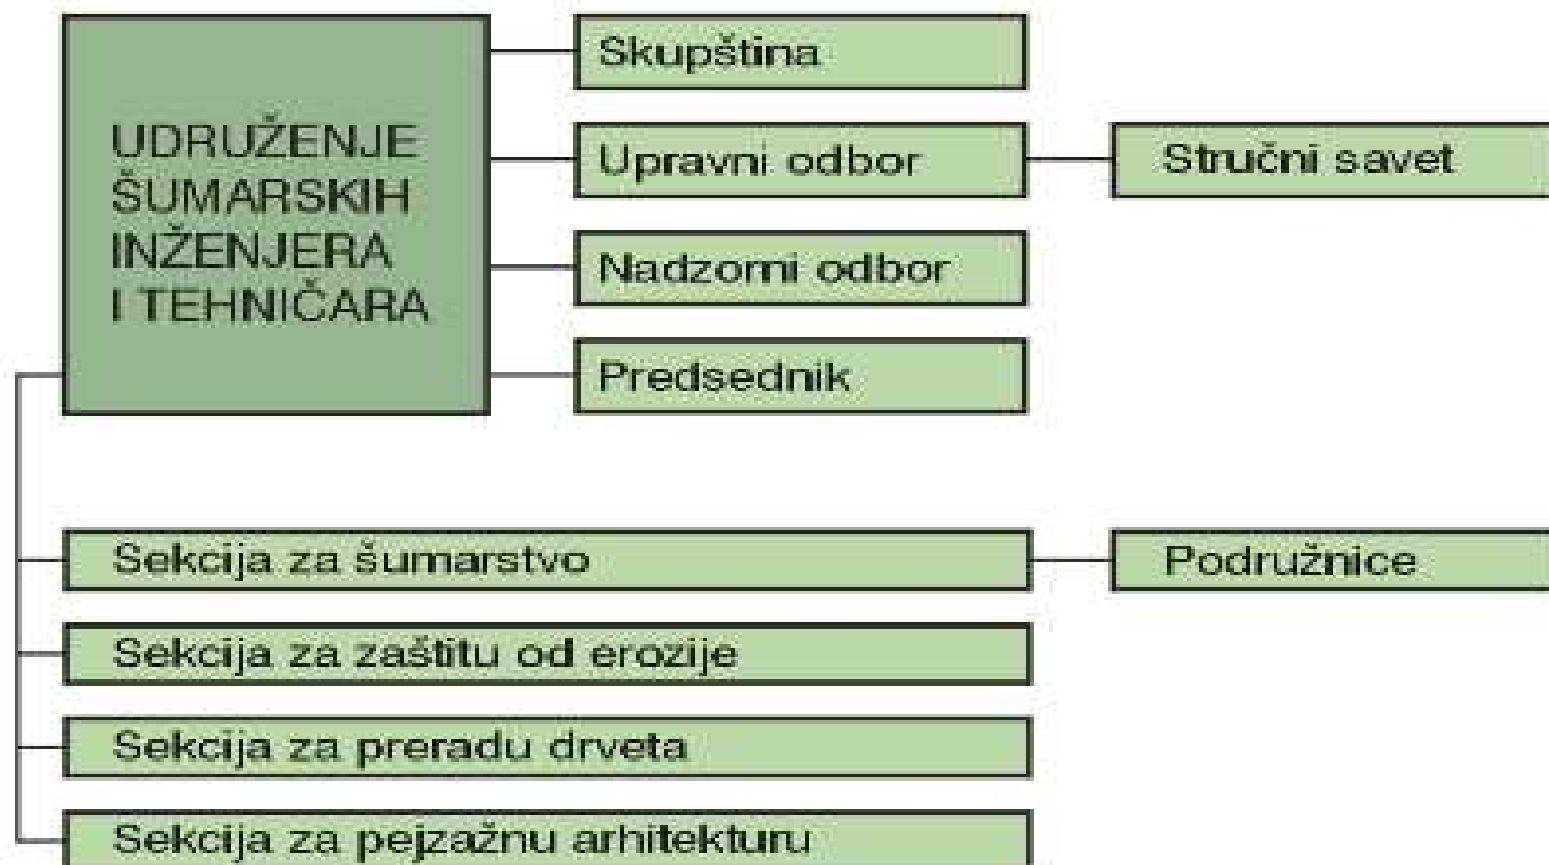 UDRUŽENJE
ŠUMARSKIH
INŽENJERA
I TEHNIČARA
Skupština
Upravni odbor
Stručni savet
Nadzorni odbor
Predsednik
Sekcija za šumarstvo
Podružnice
Sekcija za zaštitu od erozije
Sekcija za preradu drveta
Sekcija za pejzažnu arhitekturu